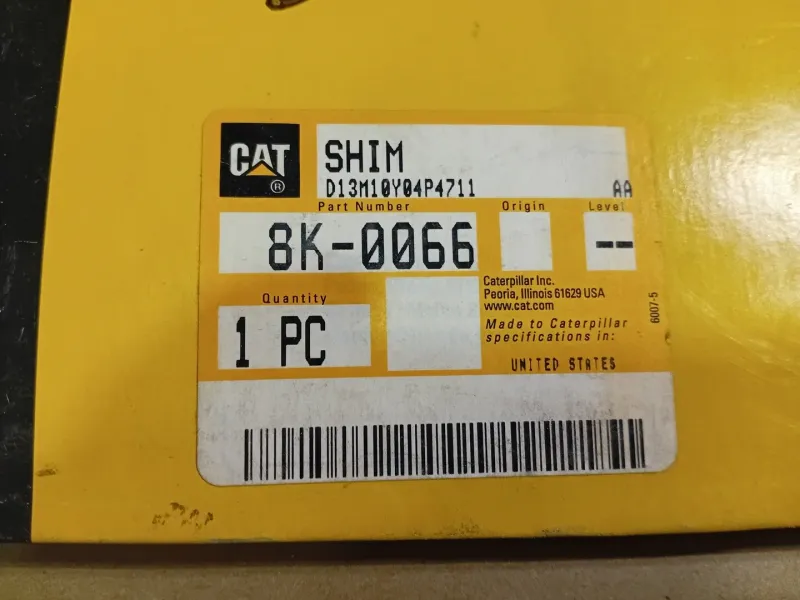 CAT
®
SHIM
D13M10Y04P4711 AA
Part Number Origin Level
8K-0066 --
Quantity
1 PC
Caterpillar Inc.
Peoria, Illinois 61629 USA
www.cat.com
Made to Caterpillar
specifications in:
UNITED STATES
6007-5